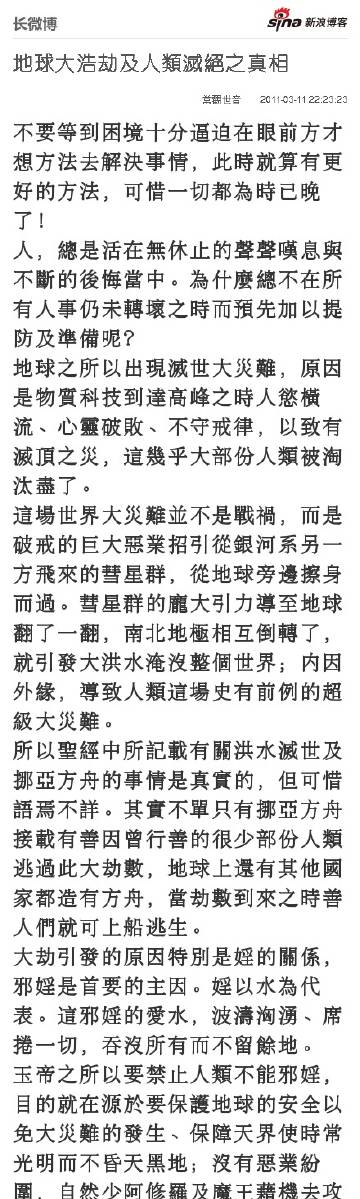 长微博
sina 新浪博客
地球大浩劫及人類滅絕之真相
2011-03-11 22:23:23
不要等到困境十分逼迫在眼前方才
想方法去解決事情，此時就算有更
好的方法，可惜一切都為時已晚
了！
人，總是活在無休止的聲聲嘆息與
不斷的後悔當中。為什麼總不在所
有人事仍未轉壞之時而預先加以提
防及準備呢？
地球之所以出現滅世大災難，原因
是物質科技到達高峰之時人慾橫
流、心靈破敗、不守戒律，以致有
滅頂之災，這幾乎大部份人類被淘
汰盡了。
這場世界大災難並不是戰禍，而是
破戒的巨大惡業招引從銀河系另一
方飛來的彗星群，從地球旁邊擦身
而過。彗星群的龐大引力導至地球
翻了一翻，南北地極相互倒轉了，
就引發大洪水淹沒整個世界；内因
外緣，導致人類這場史有前例的超
級大災難。
所以聖經中所記載有關洪水滅世及
挪亞方舟的事情是真實的，但可惜
語焉不詳。其實不單只有挪亞方舟
接載有善因曾行善的很少部份人類
逃過此大劫數，地球上還有其他國
家都造有方舟，當劫數到來之時善
人們就可上船逃生。
大劫引發的原因特別是婬的關係，
邪婬是首要的主因。婬以水為代
表。這邪婬的愛水，波濤洶湧、席
捲一切，吞沒所有而不留餘地。
玉帝之所以要禁止人類不能邪婬，
目的就在源於要保護地球的安全以
免大災難的發生、保障天界使時常
光明而不昏天黑地；沒有惡業紛
圍，自然少阿修羅及魔王藉機去攻